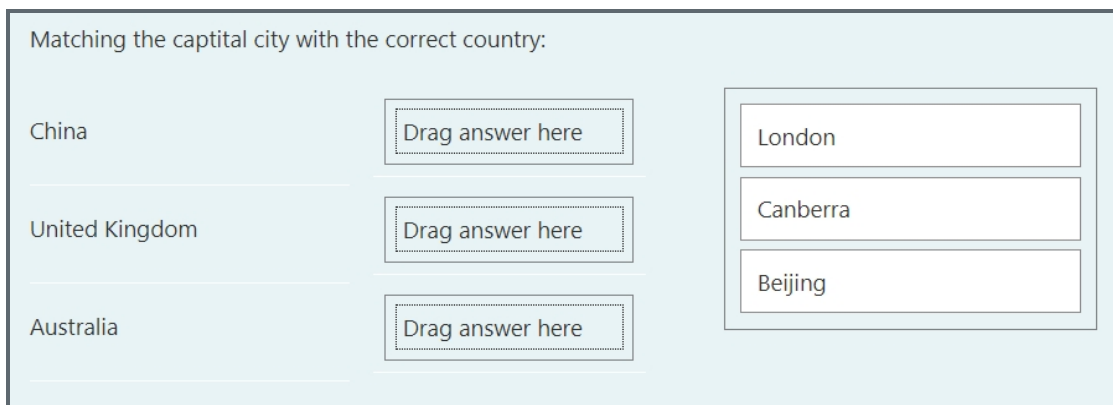 Matching the captital city with the correct country:
China
Drag answer here
United Kingdom
Drag answer here
Australia
Drag answer here
London
Canberra
Beijing